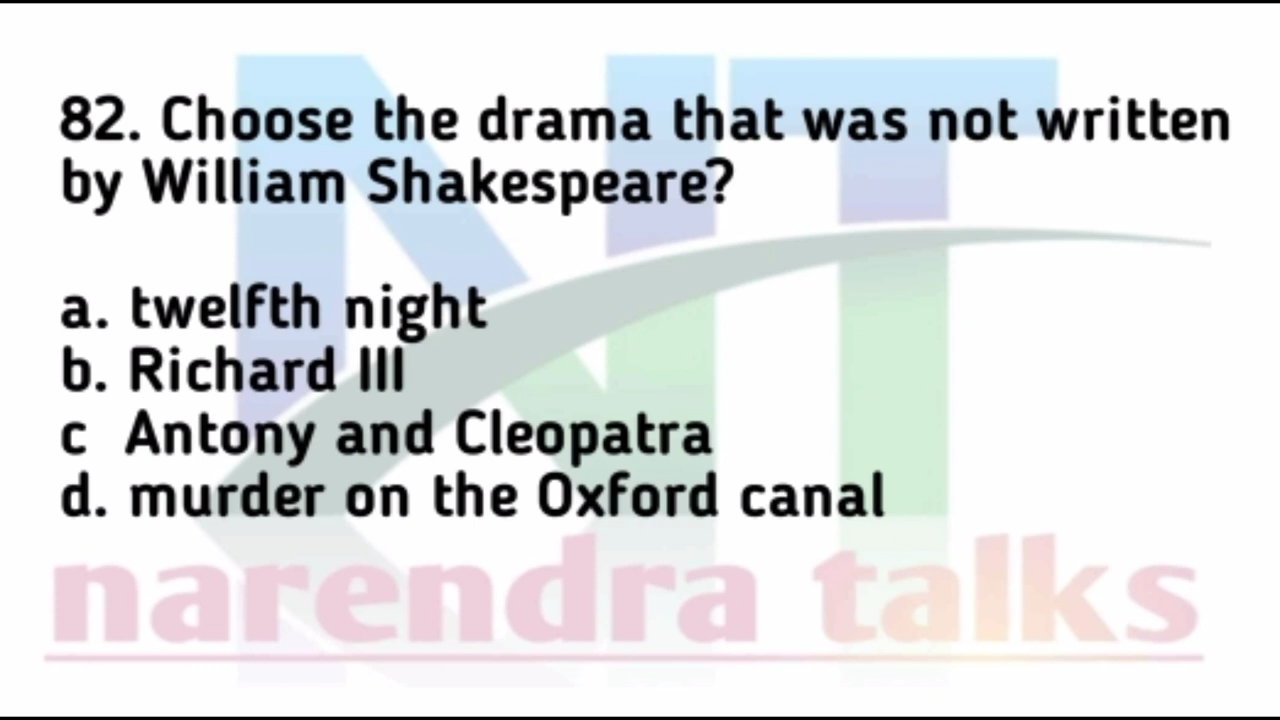 82. Choose the drama that was not written
by William Shakespeare?
a. twelfth night
b. Richard III
c Antony and Cleopatra
d. murder on the Oxford canal
NT
narendra talks